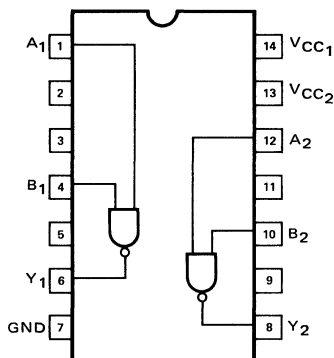 A1 1
2
3
B1 4
5
Y1 6
GND 7
14 VCC1
13 VCC2
12 A2
11
10 B2
9
8 Y2